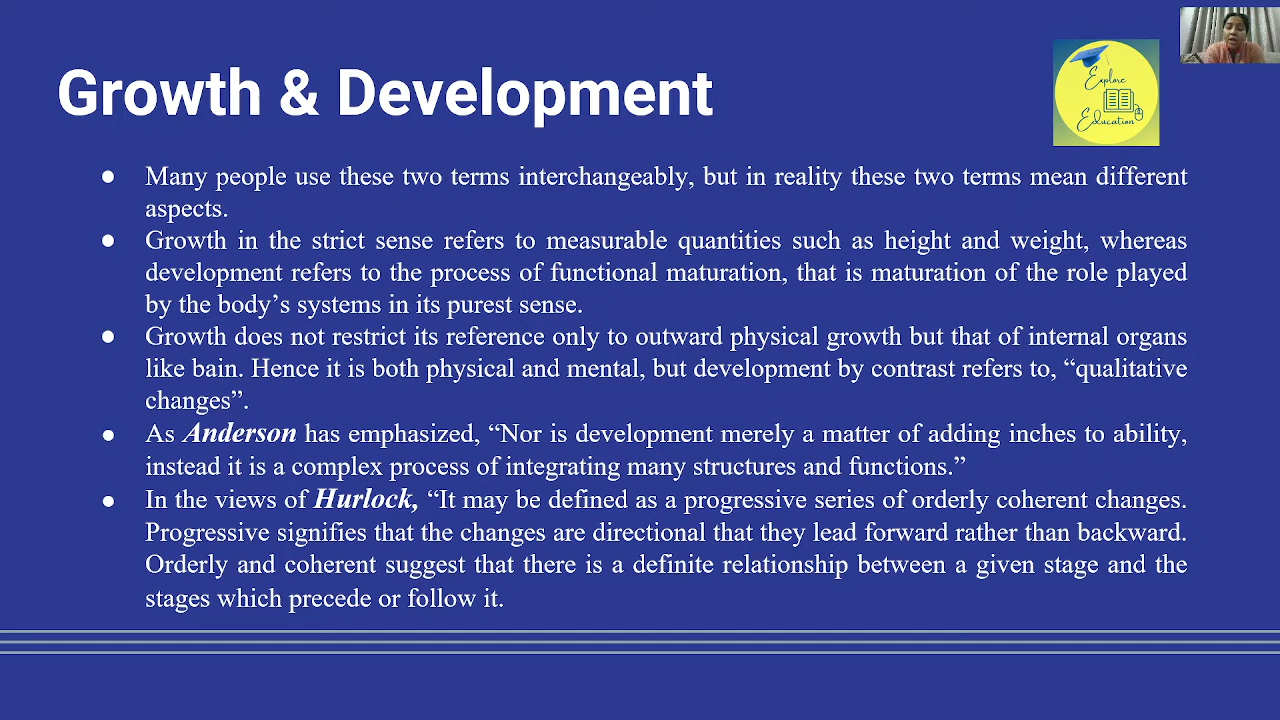 Growth & Development
Explore
Education
● Many people use these two terms interchangeably, but in reality these two terms mean different
aspects.
● Growth in the strict sense refers to measurable quantities such as height and weight, whereas
development refers to the process of functional maturation, that is maturation of the role played
by the body’s systems in its purest sense.
● Growth does not restrict its reference only to outward physical growth but that of internal organs
like bain. Hence it is both physical and mental, but development by contrast refers to, “qualitative
changes”.
● As Anderson has emphasized, “Nor is development merely a matter of adding inches to ability,
instead it is a complex process of integrating many structures and functions.”
● In the views of Hurlock, “It may be defined as a progressive series of orderly coherent changes.
Progressive signifies that the changes are directional that they lead forward rather than backward.
Orderly and coherent suggest that there is a definite relationship between a given stage and the
stages which precede or follow it.